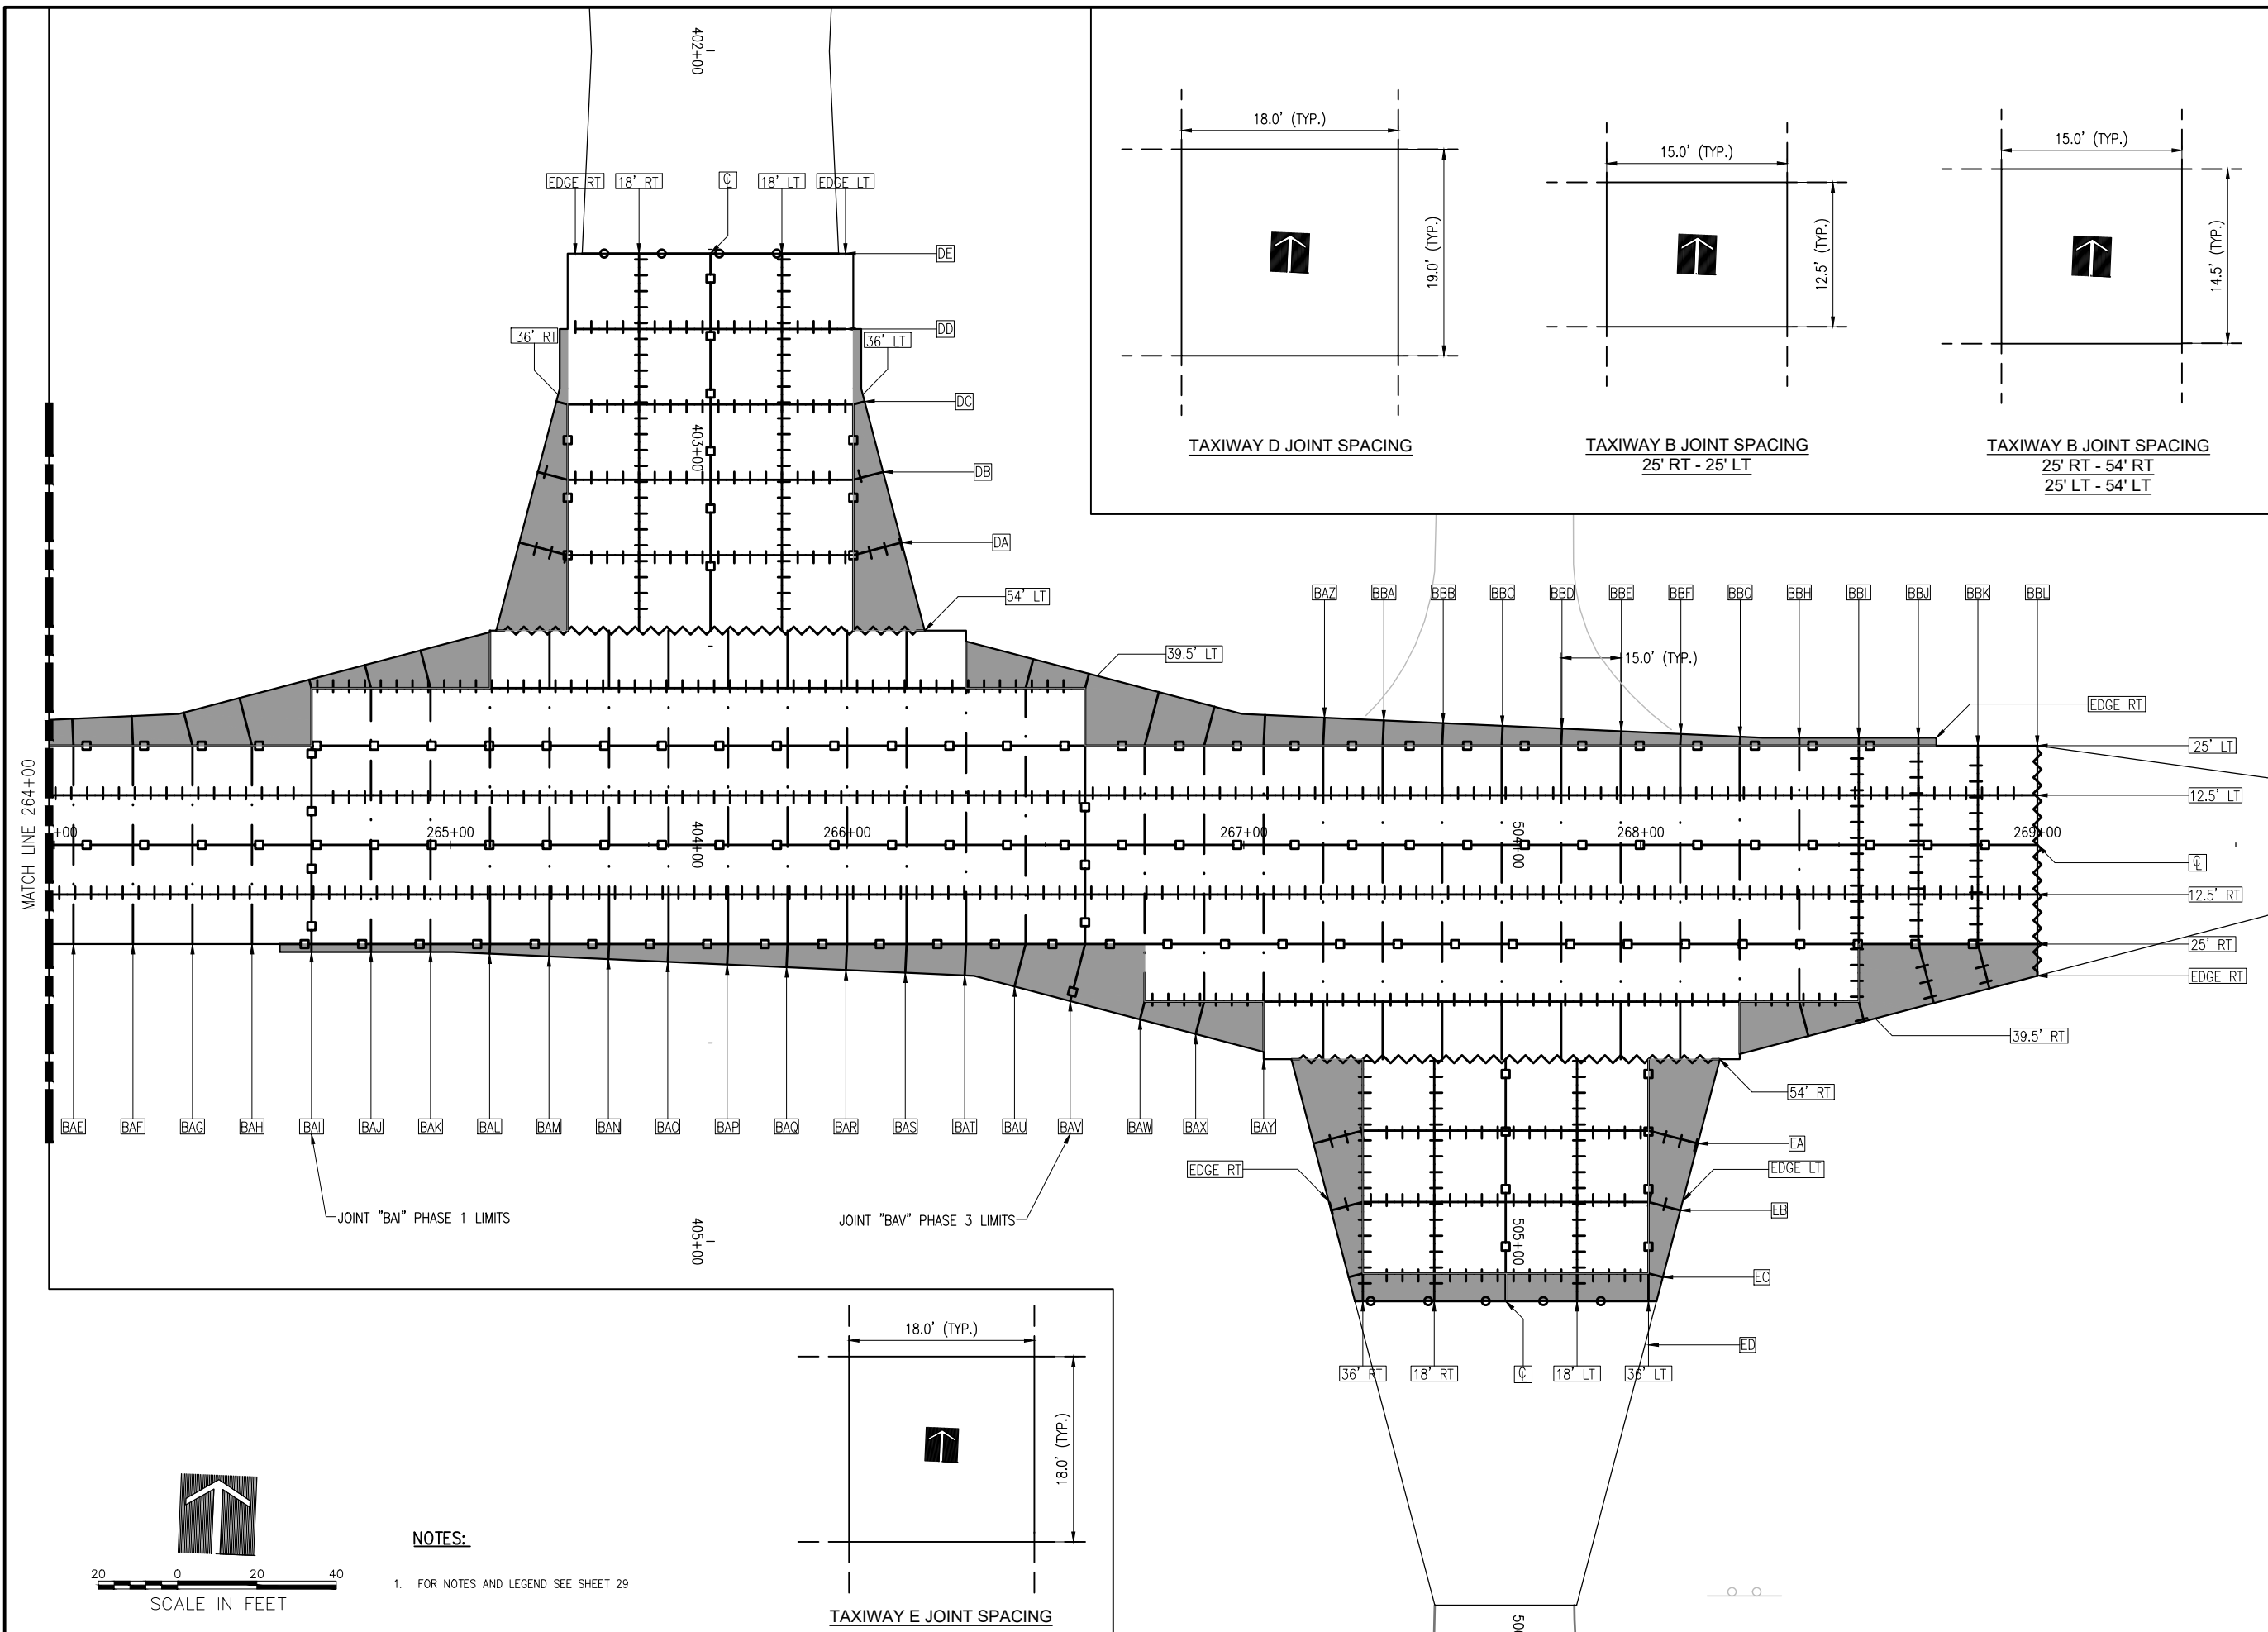 402+00
18.0' (TYP.)
19.0' (TYP.)
TAXIWAY D JOINT SPACING
15.0' (TYP.)
12.5' (TYP.)
TAXIWAY B JOINT SPACING
25' RT - 25' LT
15.0' (TYP.)
14.5' (TYP.)
TAXIWAY B JOINT SPACING
25' RT - 54' RT
25' LT - 54' LT
EDGE RT
18' RT
℄
18' LT
EDGE LT
DE
DD
36' RT
36' LT
DC
403+00
DB
DA
54' LT
39.5' LT
BAZ
BBA
BBB
BBC
BBD
BBE
BBF
BBG
BBH
BBI
BBJ
BBK
BBL
15.0' (TYP.)
EDGE RT
25' LT
12.5' LT
MATCH LINE 264+00
+00
265+00
404+00
266+00
267+00
504+00
268+00
269+00
℄
12.5' RT
25' RT
EDGE RT
39.5' RT
54' RT
BAE
BAF
BAG
BAH
BAI
BAJ
BAK
BAL
BAM
BAN
BAO
BAP
BAQ
BAR
BAS
BAT
BAU
BAV
BAW
BAX
BAY
EA
EDGE RT
EDGE LT
EB
JOINT "BAI" PHASE 1 LIMITS
JOINT "BAV" PHASE 3 LIMITS
405+00
505+00
EC
ED
36' RT
18' RT
℄
18' LT
36' LT
18.0' (TYP.)
18.0' (TYP.)
TAXIWAY E JOINT SPACING
NOTES:
1. FOR NOTES AND LEGEND SEE SHEET 29
20 0 20 40
SCALE IN FEET